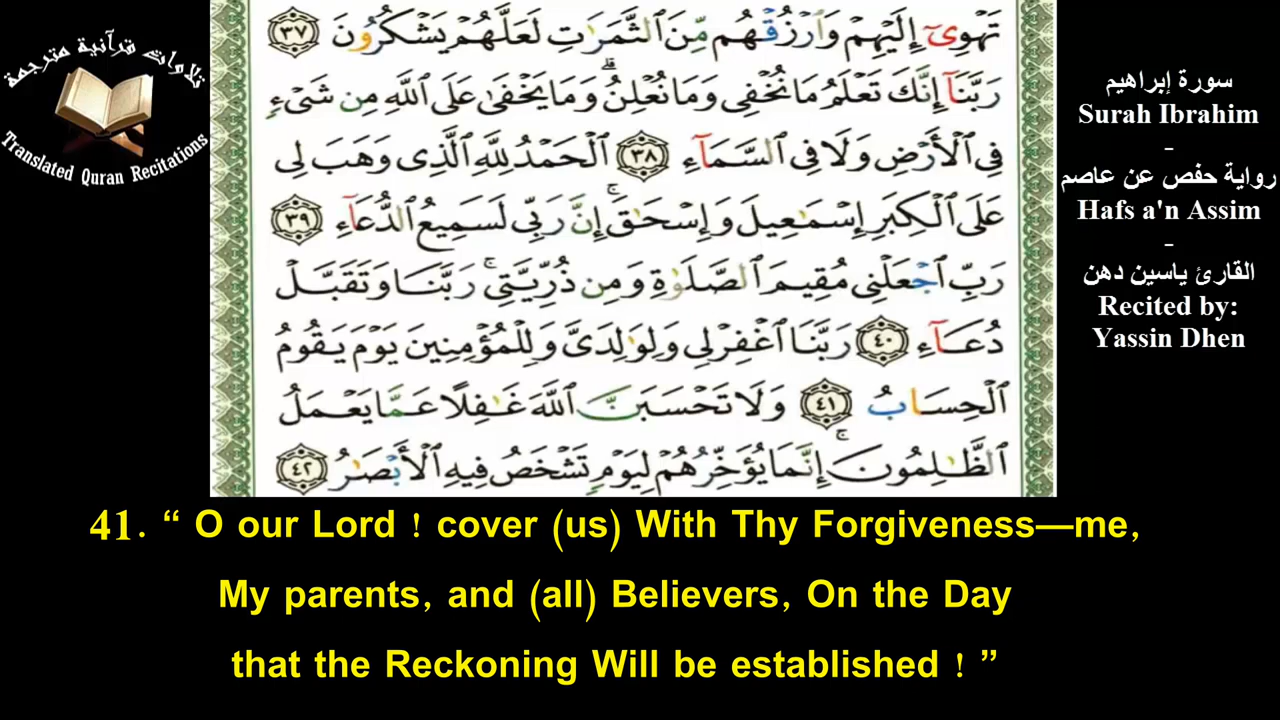 تلاوات قرآنية مترجمة
Translated Quran Recitations
تَهْوِىٓ إِلَيْهِمْ وَٱرْزُقْهُم مِّنَ ٱلثَّمَرَٰتِ لَعَلَّهُمْ يَشْكُرُونَ ٣٧
رَبَّنَآ إِنَّكَ تَعْلَمُ مَا نُخْفِى وَمَا نُعْلِنُ ۗ وَمَا يَخْفَىٰ عَلَى ٱللَّهِ مِن شَىْءٍ
فِى ٱلْأَرْضِ وَلَا فِى ٱلسَّمَآءِ ٣٨ ٱلْحَمْدُ لِلَّهِ ٱلَّذِى وَهَبَ لِى
عَلَى ٱلْكِبَرِ إِسْمَٰعِيلَ وَإِسْحَٰقَ ۚ إِنَّ رَبِّى لَسَمِيعُ ٱلدُّعَآءِ ٣٩
رَبِّ ٱجْعَلْنِى مُقِيمَ ٱلصَّلَوٰةِ وَمِن ذُرِّيَّتِى ۚ رَبَّنَا وَتَقَبَّلْ
دُعَآءِ ٤٠ رَبَّنَا ٱغْفِرْ لِى وَلِوَٰلِدَىَّ وَلِلْمُؤْمِنِينَ يَوْمَ يَقُومُ
ٱلْحِسَابُ ٤١ وَلَا تَحْسَبَنَّ ٱللَّهَ غَٰفِلًا عَمَّا يَعْمَلُ
ٱلظَّٰلِمُونَ ۚ إِنَّمَا يُؤَخِّرُهُمْ لِيَوْمٍ تَشْخَصُ فِيهِ ٱلْأَبْصَٰرُ ٤٢
سورة إبراهيم
Surah Ibrahim
-
رواية حفص عن عاصم
Hafs a'n Assim
-
القارئ ياسين دهن
Recited by:
Yassin Dhen
41. “ O our Lord ! cover (us) With Thy Forgiveness—me,
My parents, and (all) Believers, On the Day
that the Reckoning Will be established ! ”